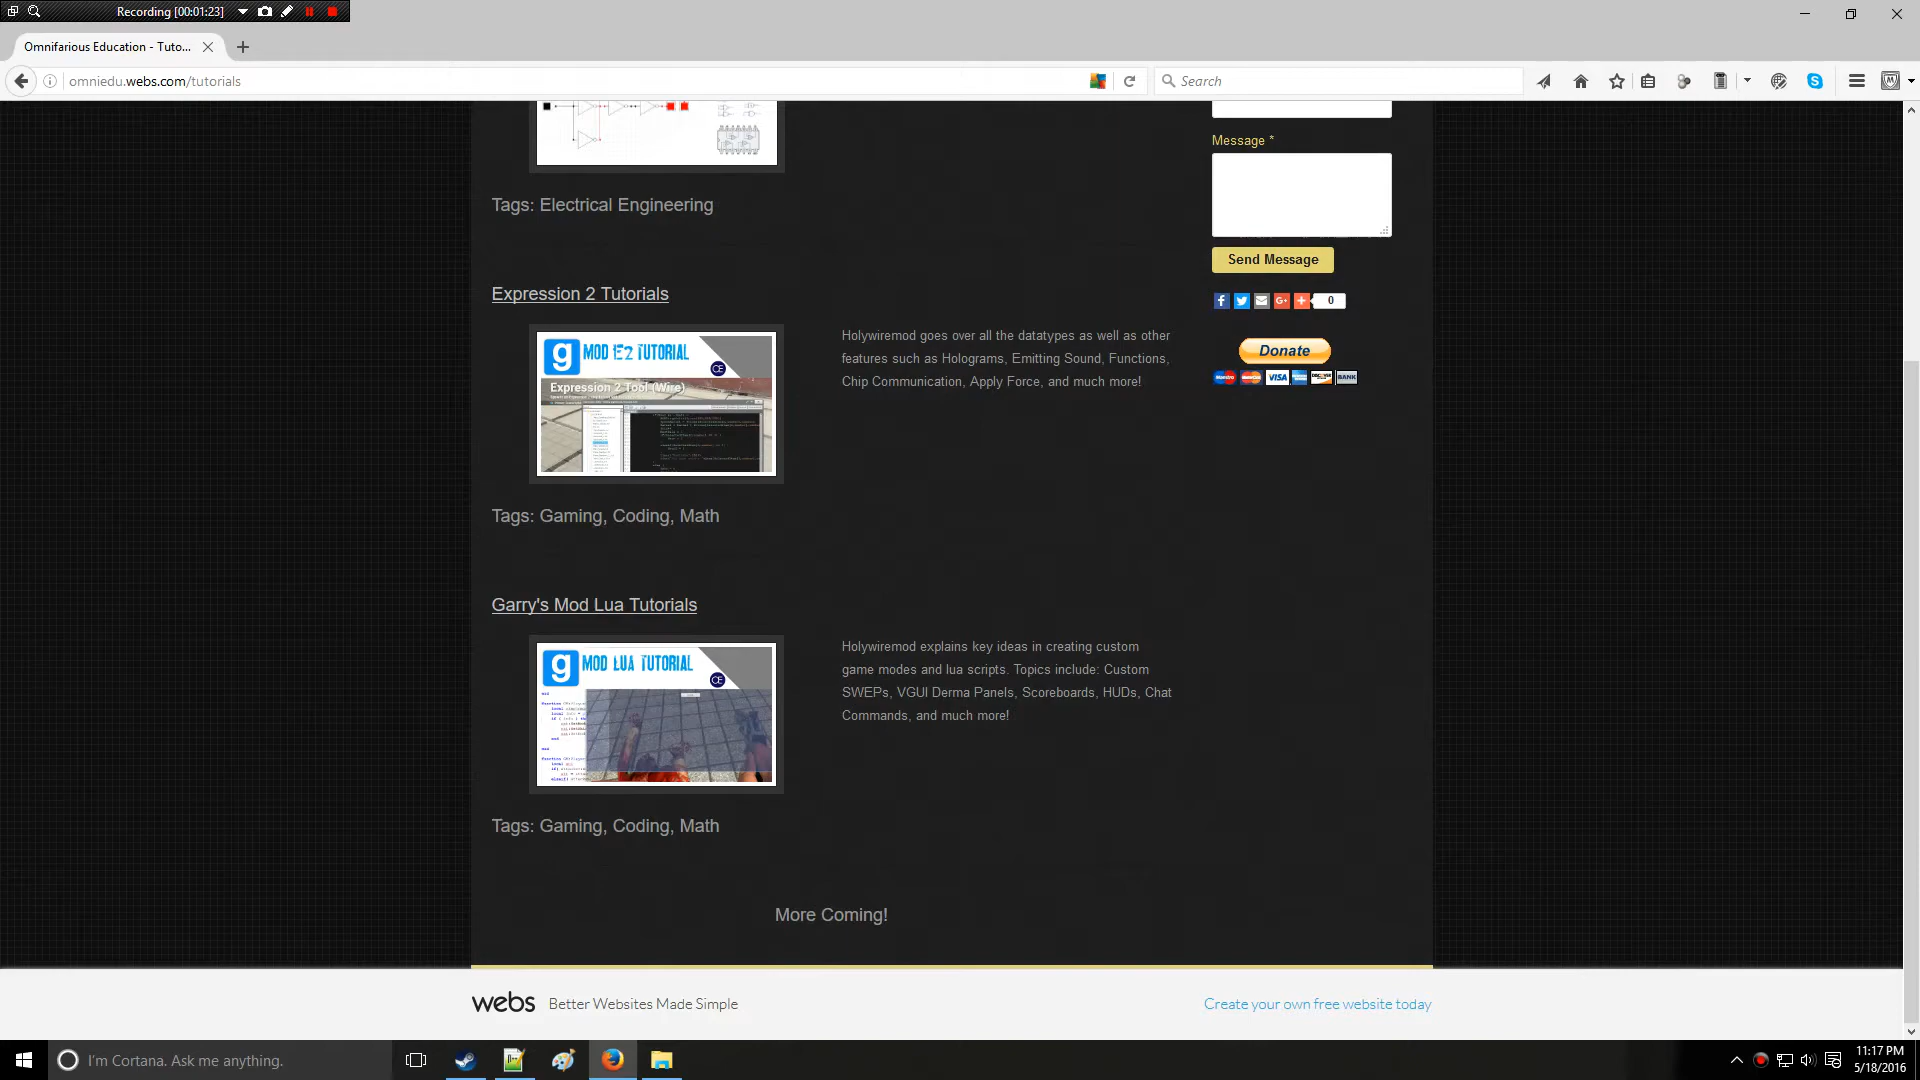 Recording [00:01:23]
Omnifarious Education - Tuto...
omniedu.webs.com/tutorials
Search
Message *
Tags: Electrical Engineering
Send Message
0
Expression 2 Tutorials
Donate
VISA
BANK
g MOD E2 TUTORIAL
Expression 2 Tool (Wire)
Holywiremod goes over all the datatypes as well as other
features such as Holograms, Emitting Sound, Functions,
Chip Communication, Apply Force, and much more!
Tags: Gaming, Coding, Math
Garry's Mod Lua Tutorials
g MOD LUA TUTORIAL
Holywiremod explains key ideas in creating custom
game modes and lua scripts. Topics include: Custom
SWEPs, VGUI Derma Panels, Scoreboards, HUDs, Chat
Commands, and much more!
Tags: Gaming, Coding, Math
More Coming!
webs Better Websites Made Simple
Create your own free website today
I'm Cortana. Ask me anything.
11:17 PM
5/18/2016